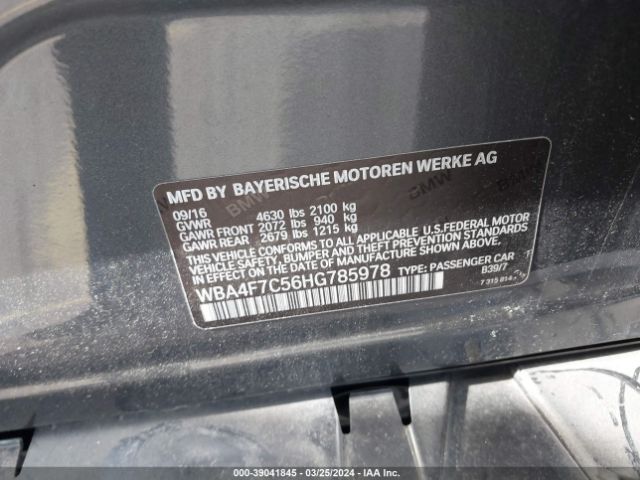 MFD BY BAYERISCHE MOTOREN WERKE AG
09/16
GVWR 4630 lbs 2100 kg
GAWR FRONT 2072 lbs 940 kg
GAWR REAR 2679 lbs 1215 kg
THIS VEHICLE CONFORMS TO ALL APPLICABLE U.S.FEDERAL MOTOR
VEHICLE SAFETY, BUMPER, AND THEFT PREVENTION STANDARDS
IN EFFECT ON THE DATE OF MANUFACTURE SHOWN ABOVE.
WBA4F7C56HG785978 TYPE: PASSENGER CAR
B39/7
7 315 814
000-39041845 / 03/25/2024 - IAA Inc.